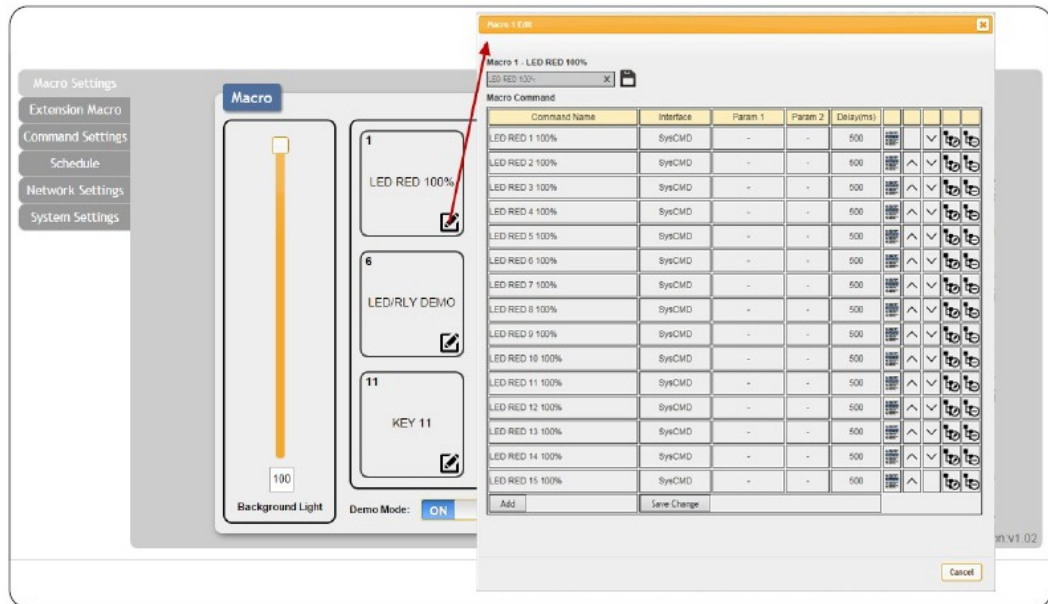 Macro Settings
Extension Macro
Command Settings
Schedule
Network Settings
System Settings
Macro
100
Background Light
1
LED RED 100%
6
LED/RLY DEMO
11
KEY 11
Demo Mode: ON
Macro 1 Edit
Macro 1 - LED RED 100%
LED RED 100%
Macro Command
Command Name Interface Param 1 Param 2 Delay(ms)
LED RED 1 100% SysCMD - - 500
LED RED 2 100% SysCMD - - 500
LED RED 3 100% SysCMD - - 500
LED RED 4 100% SysCMD - - 500
LED RED 5 100% SysCMD - - 500
LED RED 6 100% SysCMD - - 500
LED RED 7 100% SysCMD - - 500
LED RED 8 100% SysCMD - - 500
LED RED 9 100% SysCMD - - 500
LED RED 10 100% SysCMD - - 500
LED RED 11 100% SysCMD - - 500
LED RED 12 100% SysCMD - - 500
LED RED 13 100% SysCMD - - 500
LED RED 14 100% SysCMD - - 500
LED RED 15 100% SysCMD - - 500
Add Save Change
Cancel
on:v1.02